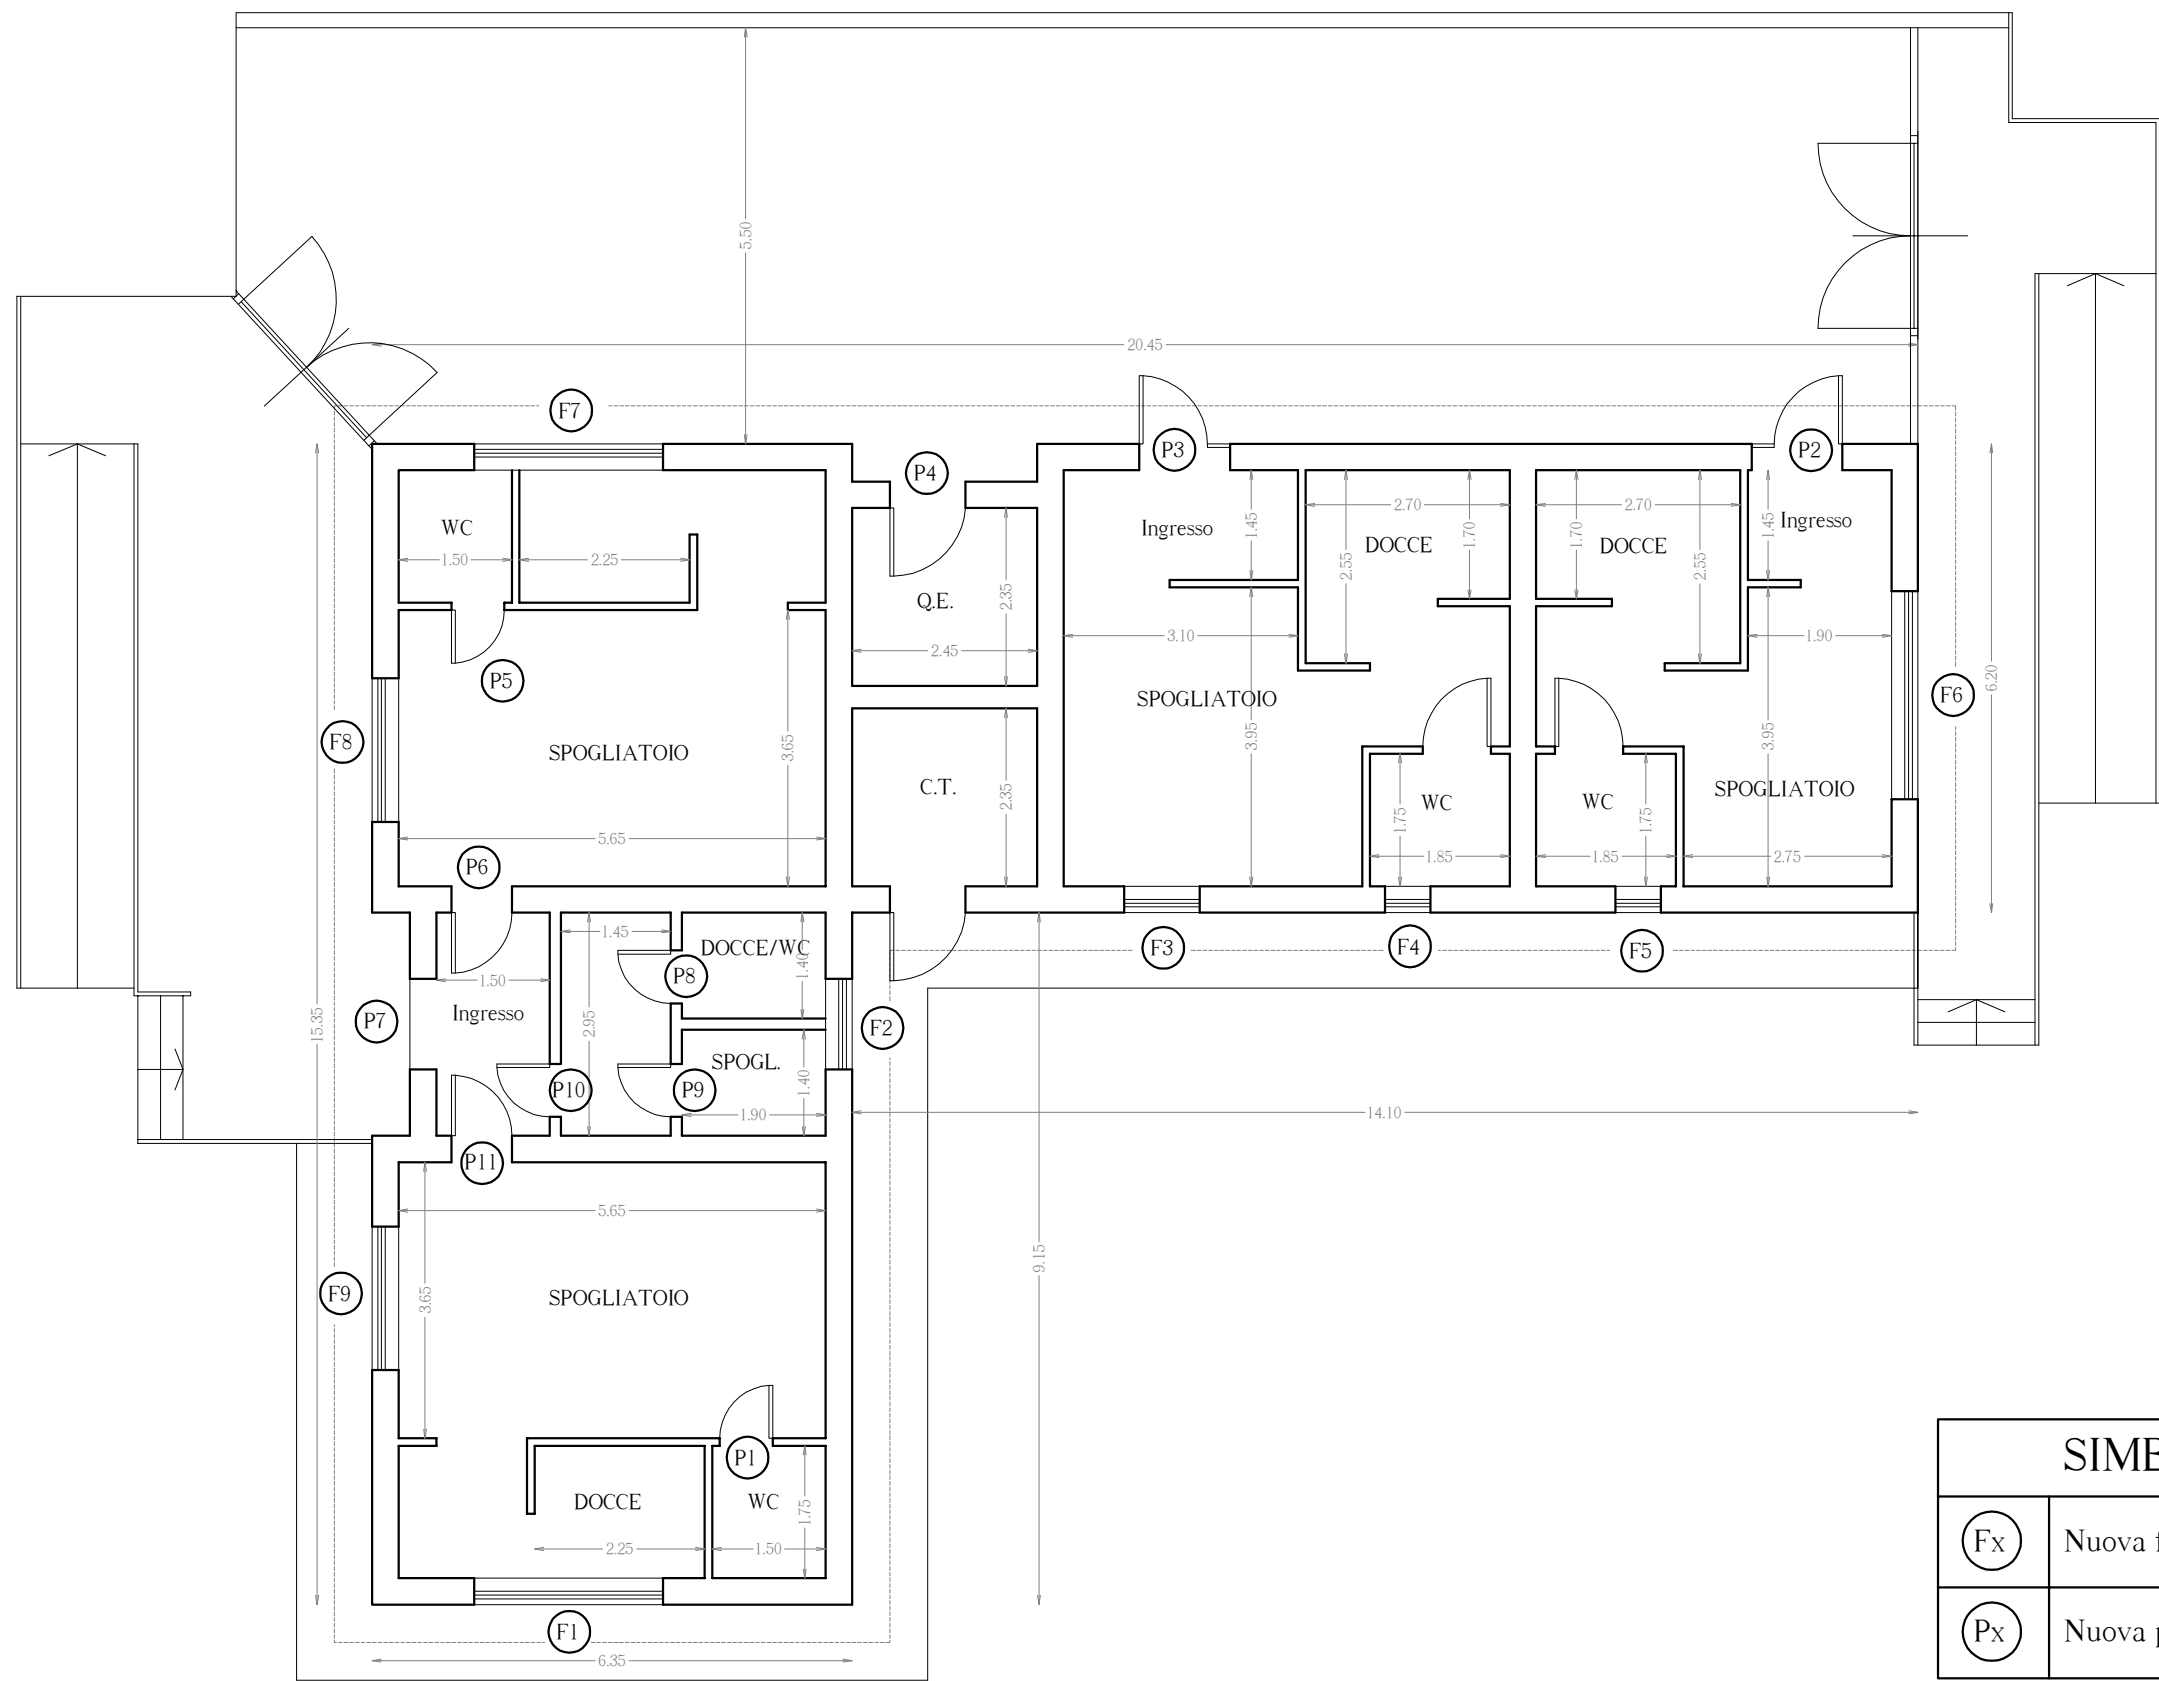 5.50
20.45
F7
P3
P2
P4
WC
Ingresso
1.45
2.70
2.70
1.45
Ingresso
1.70
1.70
DOCCE
DOCCE
1.50
2.25
2.55
2.55
Q.E.
2.35
3.10
1.90
2.45
P5
F6
6.20
SPOGLIATOIO
F8
3.65
3.95
3.95
SPOGLIATOIO
C.T.
2.35
SPOGLIATOIO
WC
WC
1.75
1.75
5.65
1.85
1.85
2.75
P6
1.45
DOCCE/WC
1.40
F3
F4
F5
P8
1.50
Ingresso
P7
15.35
2.95
F2
SPOGL.
P10
P9
1.40
1.90
14.10
P11
5.65
9.15
F9
3.65
SPOGLIATOIO
P1
DOCCE
WC
1.75
2.25
1.50
F1
6.35
SIMB
Fx
Nuova f
Px
Nuova p